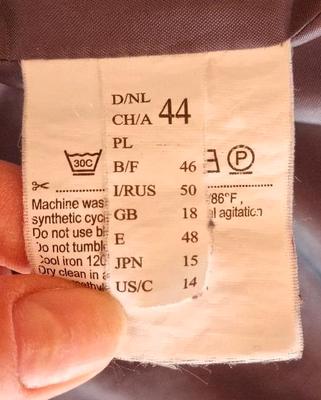 D/NL
CH/A 44
PL
B/F 46
I/RUS 50
GB 18
E 48
JPN 15
US/C 14
30C
P
Machine was
86°F,
synthetic cyc
al agitation
Do not use bl
Do not tumbl
Cool iron 120
Dry clean in a